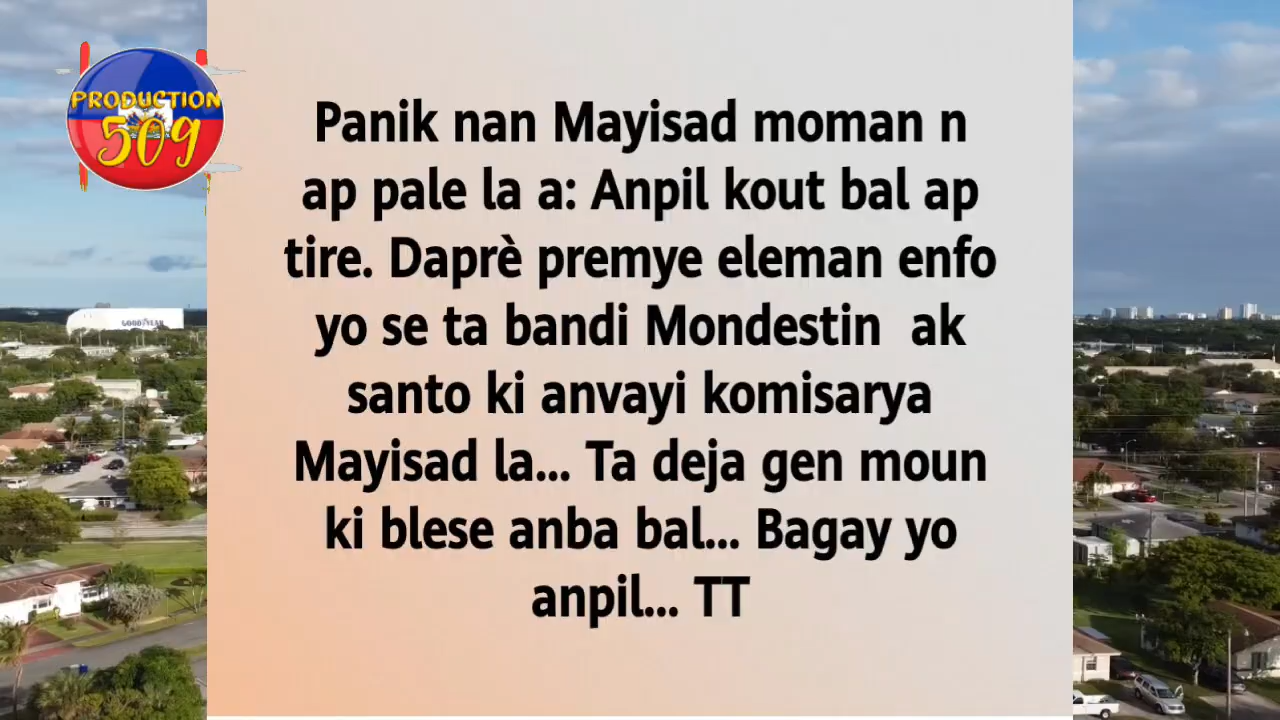 PRODUCTION
509
GOOD YEAR
Panik nan Mayisad moman n
ap pale la a: Anpil kout bal ap
tire. Daprè premye eleman enfo
yo se ta bandi Mondestin  ak
santo ki anvayi komisarya
Mayisad la... Ta deja gen moun
ki blese anba bal... Bagay yo
anpil... TT